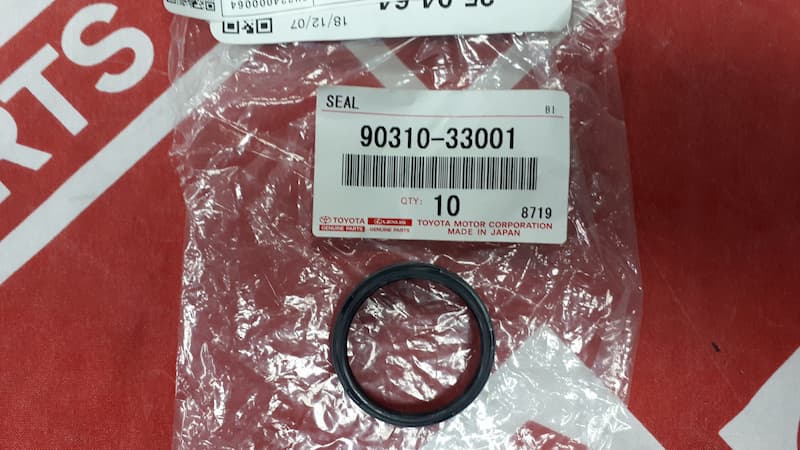 18/12/07
SEAL
BI
90310-33001
QTY: 10
8719
TOYOTA LEXUS TOYOTA MOTOR CORPORATION
GENUINE PARTS GENUINE PARTS MADE IN JAPAN